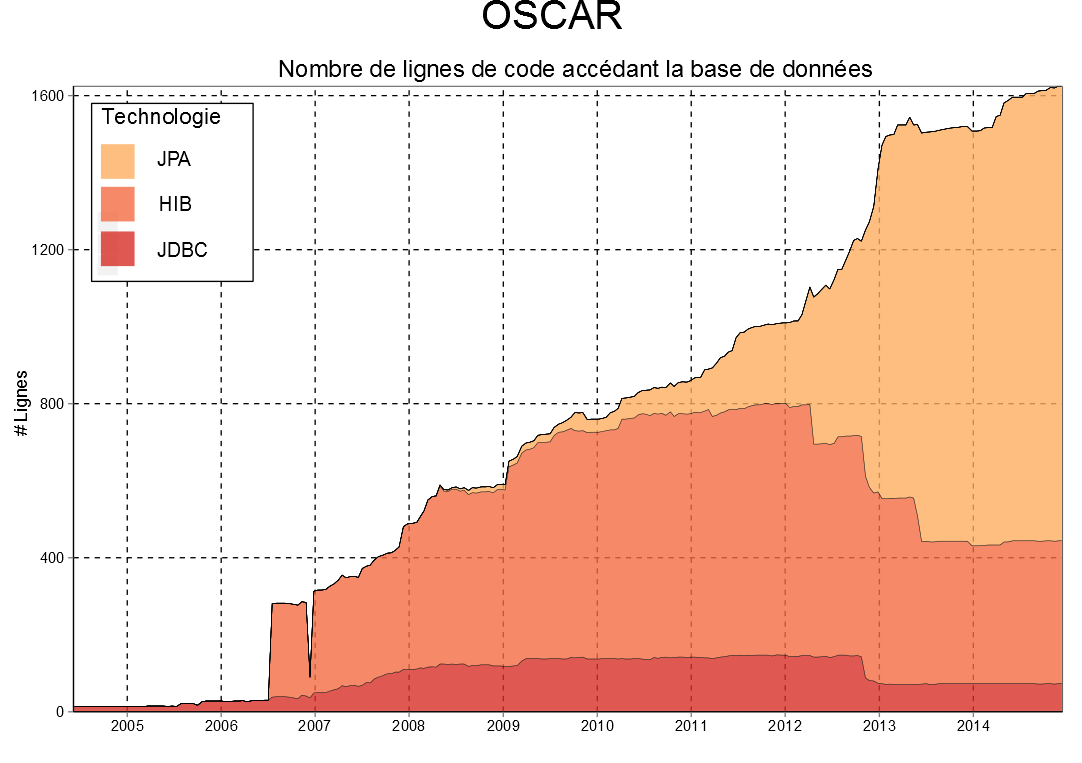 OSCAR
Nombre de lignes de code accédant la base de données
Technologie
JPA
HIB
JDBC
# Lignes
1600
1200
800
400
0
2005 2006 2007 2008 2009 2010 2011 2012 2013 2014